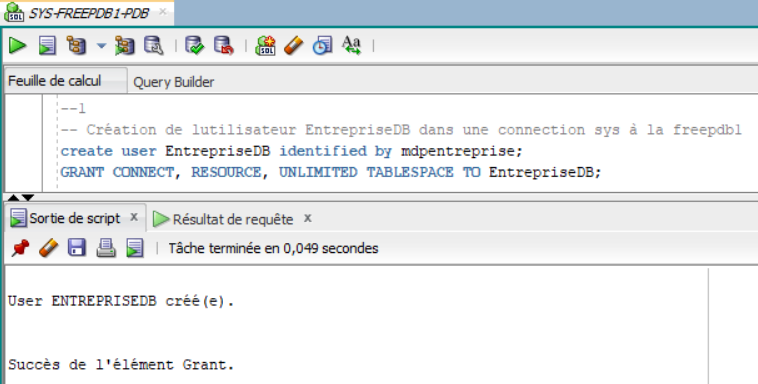 SYS-FREEPDB1-PDB
Feuille de calcul Query Builder
--1
-- Création de lutilisateur EntrepriseDB dans une connection sys à la freepdb1
create user EntrepriseDB identified by mdpentreprise;
GRANT CONNECT, RESOURCE, UNLIMITED TABLESPACE TO EntrepriseDB;
Sortie de script x Résultat de requête x
Tâche terminée en 0,049 secondes
User ENTREPRISEDB créé(e).
Succès de l'élément Grant.